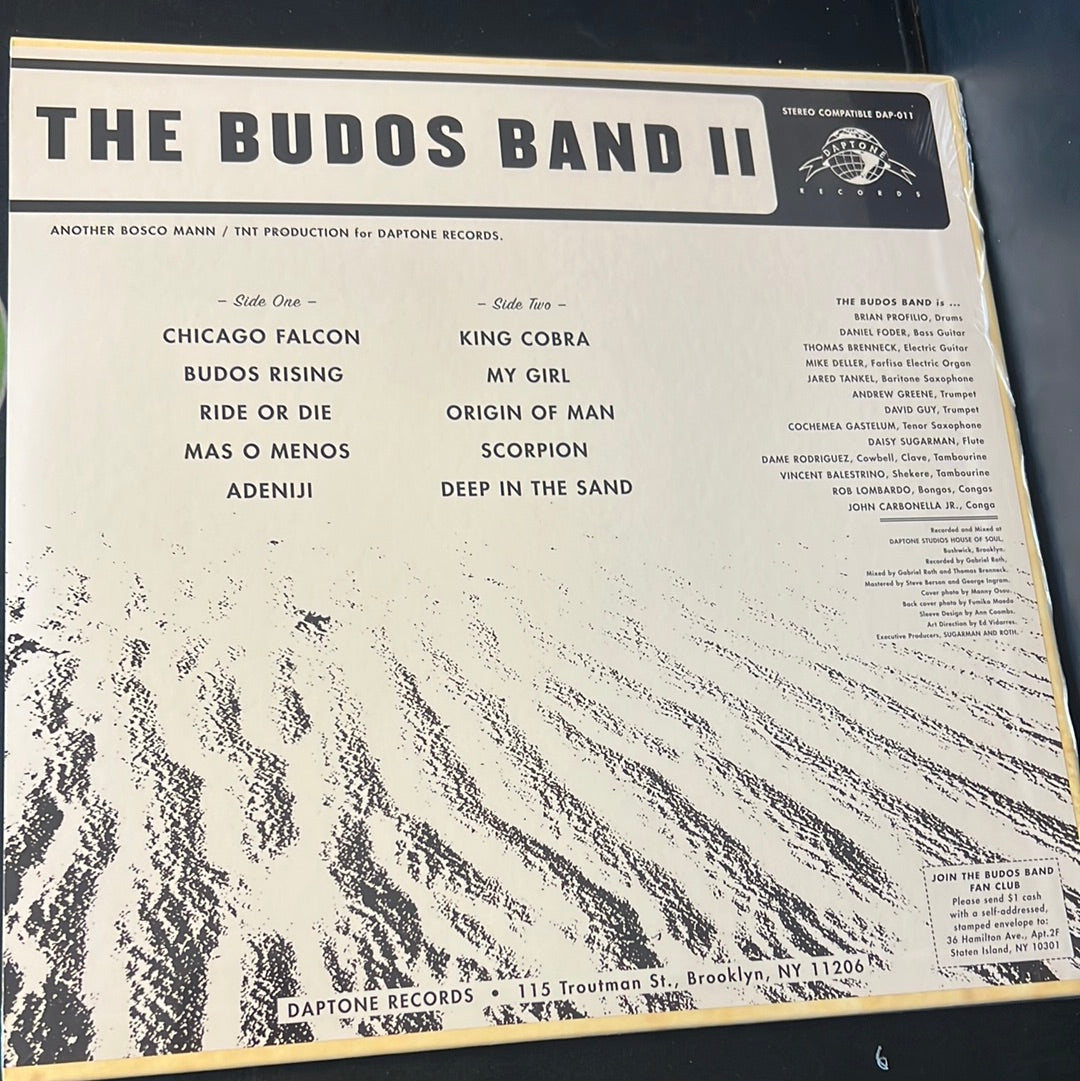 THE BUDOS BAND II
STEREO COMPATIBLE DAP-011
DAPTONE
RECORDS
ANOTHER BOSCO MANN / TNT PRODUCTION for DAPTONE RECORDS.
– Side One –
CHICAGO FALCON
BUDOS RISING
RIDE OR DIE
MAS O MENOS
ADENIJI
– Side Two –
KING COBRA
MY GIRL
ORIGIN OF MAN
SCORPION
DEEP IN THE SAND
THE BUDOS BAND is ...
BRIAN PROFILIO, Drums
DANIEL FODER, Bass Guitar
THOMAS BRENNECK, Electric Guitar
MIKE DELLER, Farfisa Electric Organ
JARED TANKEL, Baritone Saxophone
ANDREW GREENE, Trumpet
DAVID GUY, Trumpet
COCHEMEA GASTELUM, Tenor Saxophone
DAISY SUGARMAN, Flute
DAME RODRIGUEZ, Cowbell, Clave, Tambourine
VINCENT BALESTRINO, Shekere, Tambourine
ROB LOMBARDO, Bongos, Congas
JOHN CARBONELLA JR., Conga
Recorded and Mixed at
DAPTONE STUDIOS HOUSE OF SOUL,
Bushwick, Brooklyn.
Recorded by Gabriel Roth,
Mixed by Gabriel Roth and Thomas Brenneck.
Mastered by Steve Berson and George Ingram.
Cover photo by Manny Ossu.
Back cover photo by Fumiko Maeda
Sleeve Design by Ann Coombs.
Art Direction by Ed Vidarres.
Executive Producers, SUGARMAN AND ROTH.
JOIN THE BUDOS BAND
FAN CLUB
Please send $1 cash
with a self-addressed,
stamped envelope to:
36 Hamilton Ave., Apt.2F
Staten Island, NY 10301
DAPTONE RECORDS • 115 Troutman St., Brooklyn, NY 11206
6